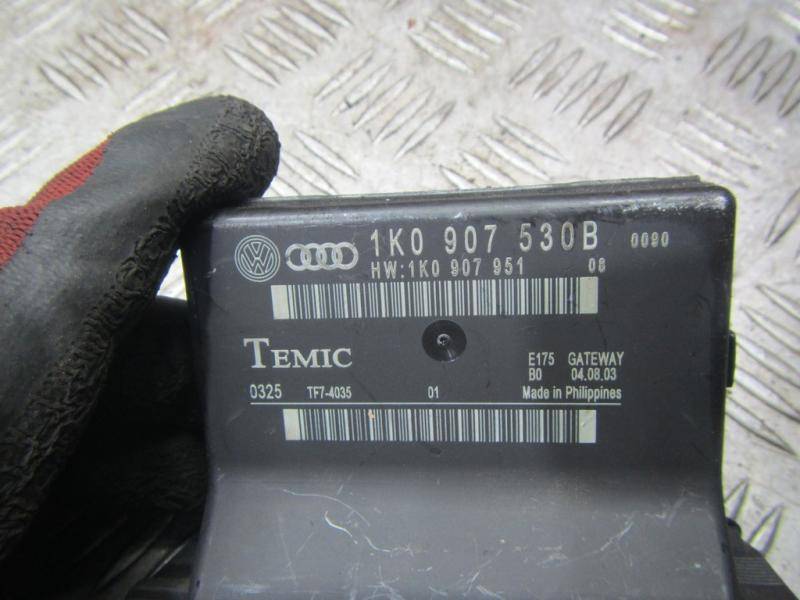 1K0 907 530B 0090
HW:1K0 907 951 08
TEMIC
E175 GATEWAY
B0 04.08.03
0325 TF7-4035 01 Made in Philippines